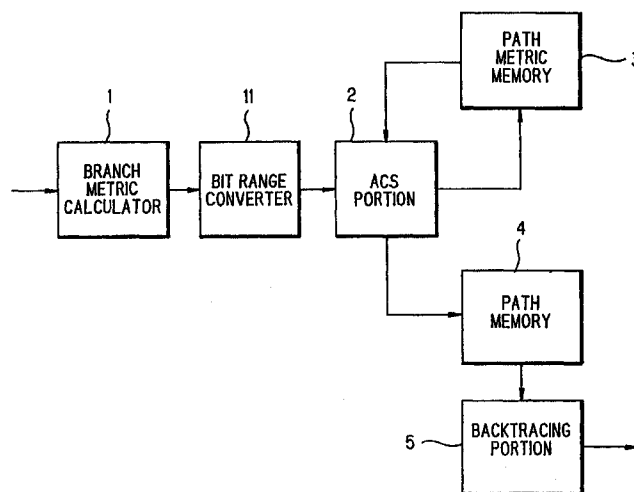 PATH
METRIC
MEMORY
3
1
11
2
BRANCH
METRIC
CALCULATOR
BIT RANGE
CONVERTER
ACS
PORTION
4
PATH
MEMORY
5
BACKTRACING
PORTION